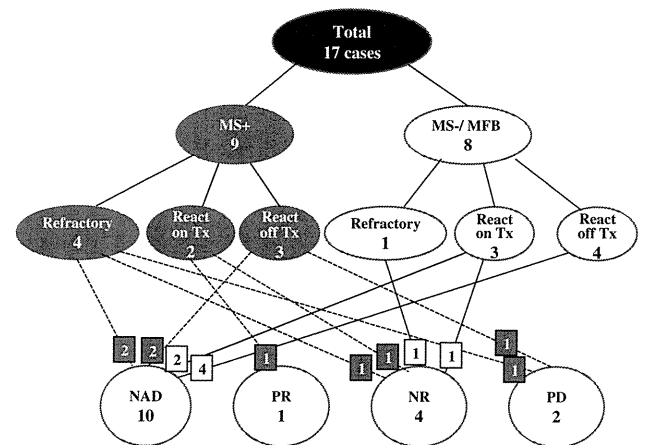 Total
17 cases
MS+
9
MS-/ MFB
8
Refractory
4
React
on Tx
2
React
off Tx
3
Refractory
1
React
on Tx
3
React
off Tx
4
2
2
2
4
1
1
1
1
1
1
1
NAD
10
PR
1
NR
4
PD
2